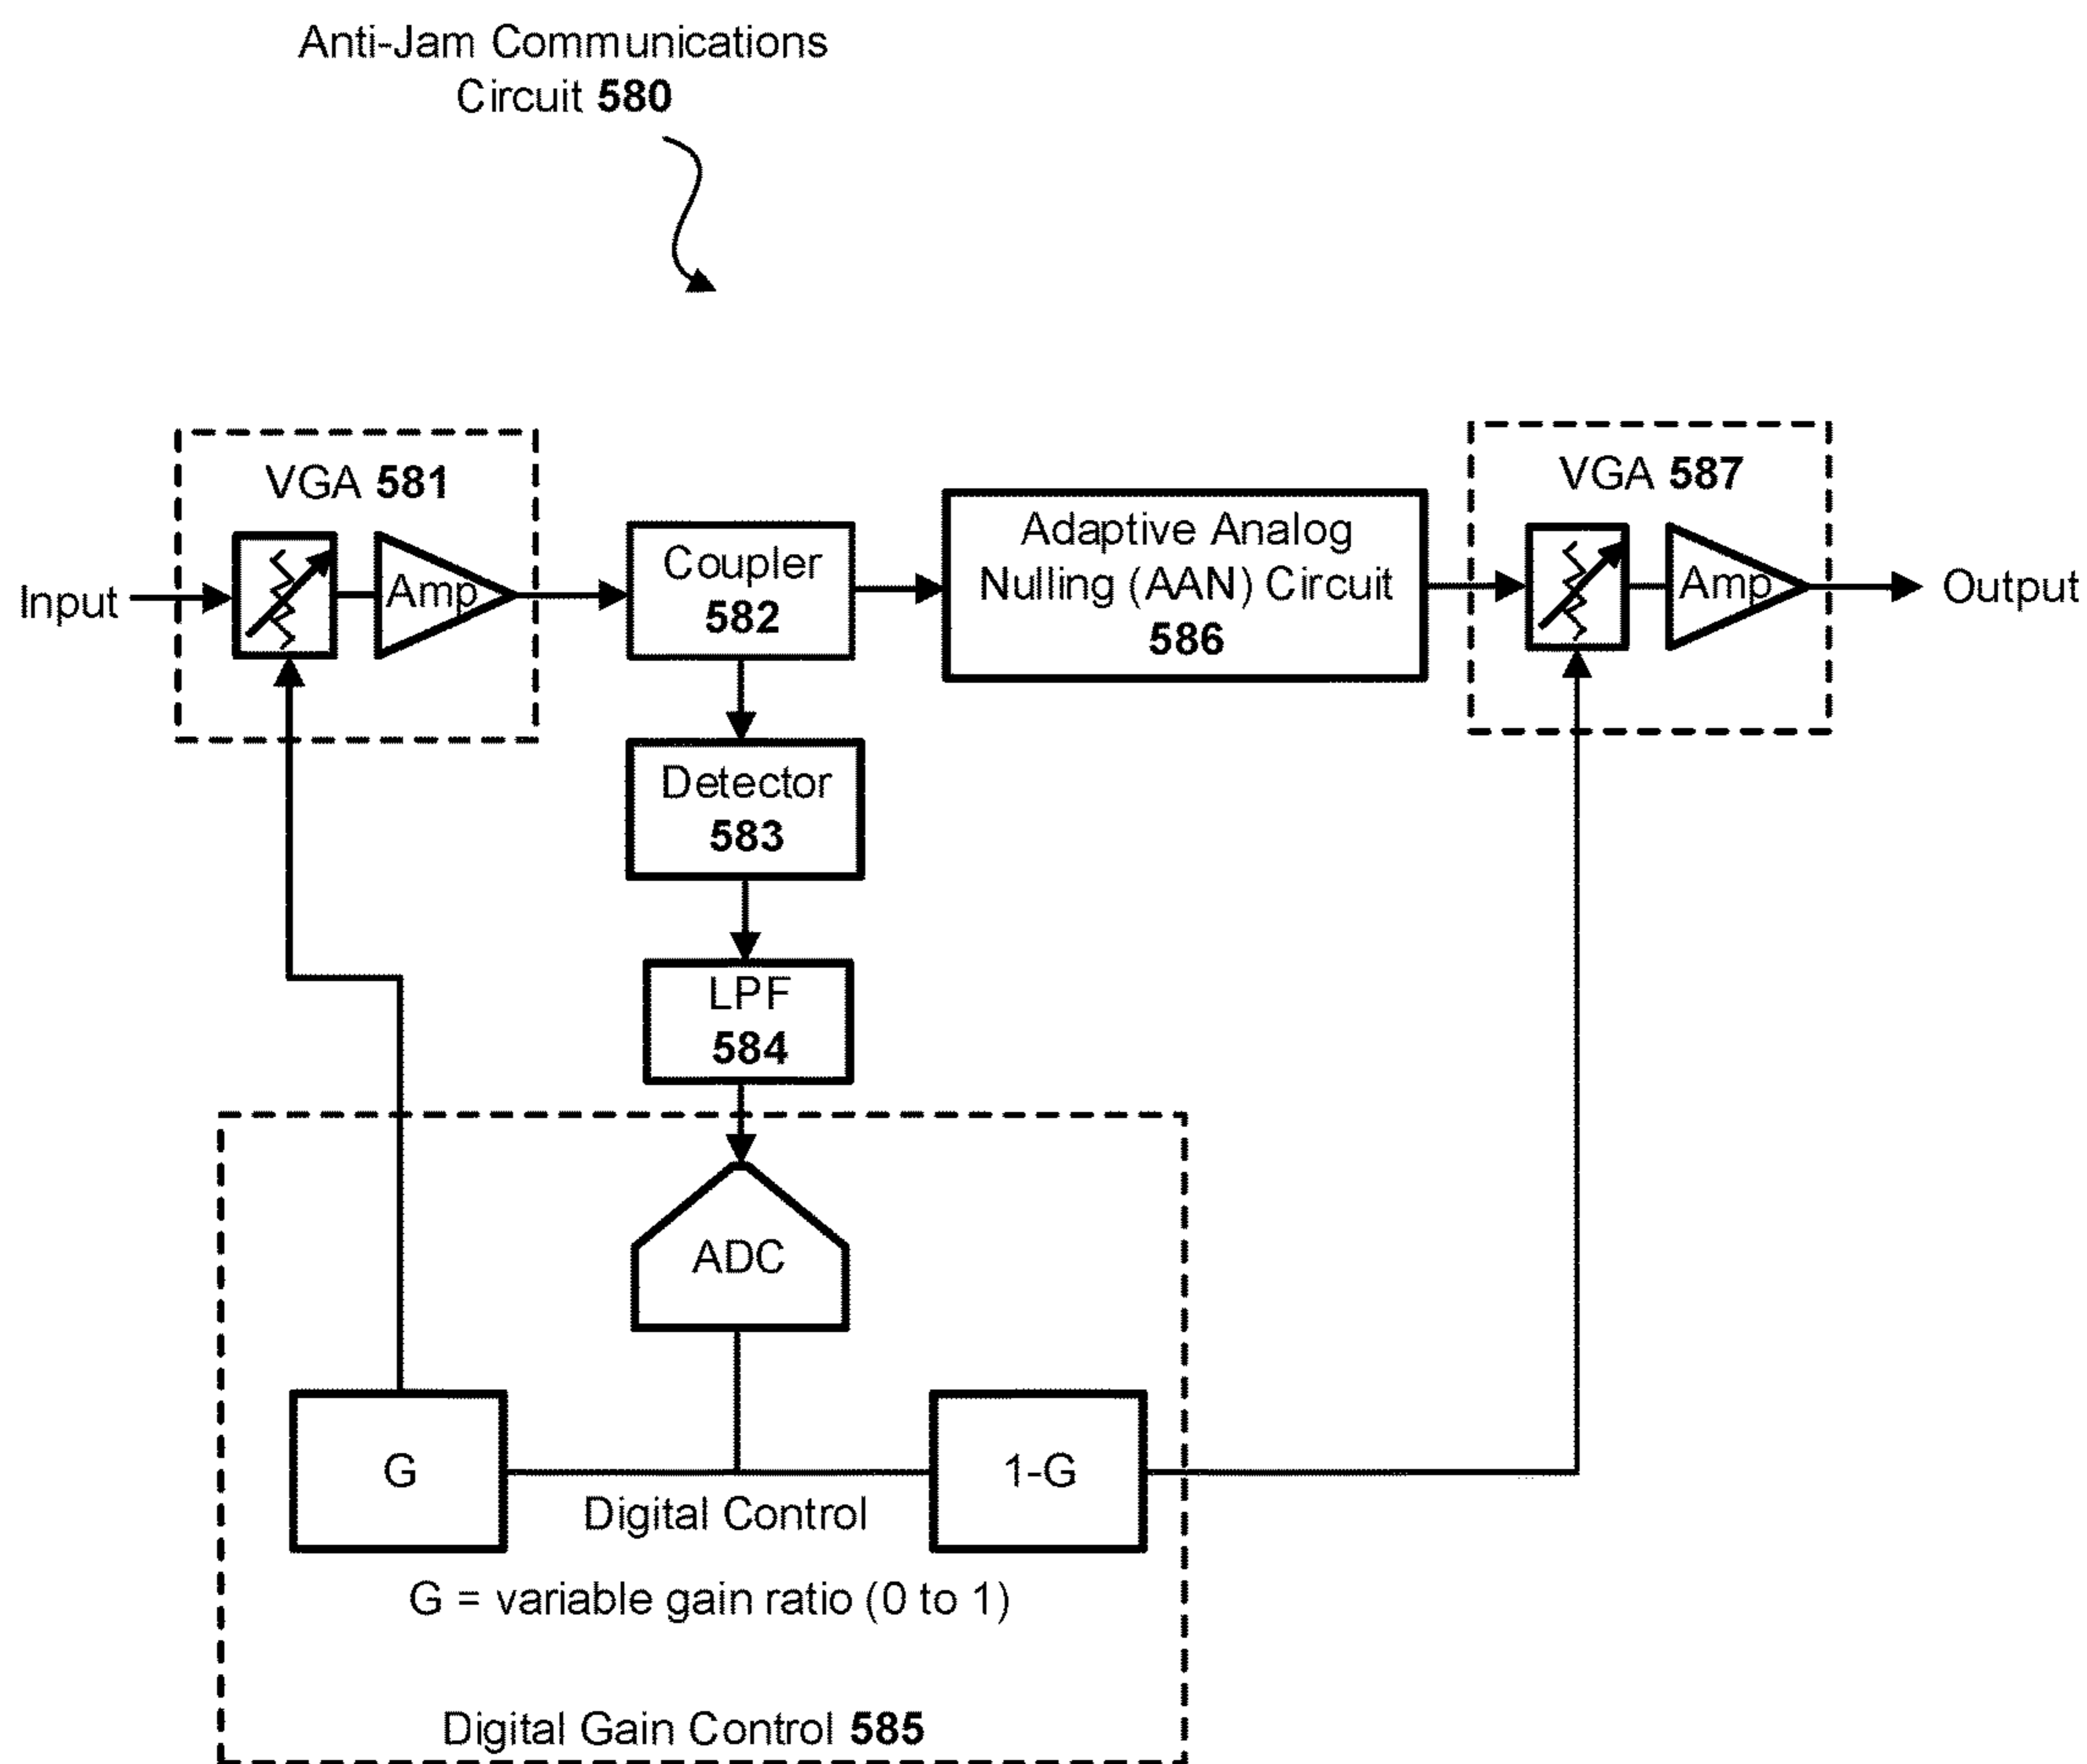 Anti-Jam Communications
Circuit 580
VGA 581
Amp
Input
Coupler
582
Adaptive Analog
Nulling (AAN) Circuit
586
VGA 587
Amp
Output
Detector
583
LPF
584
ADC
G
1-G
Digital Control
G = variable gain ratio (0 to 1)
Digital Gain Control 585